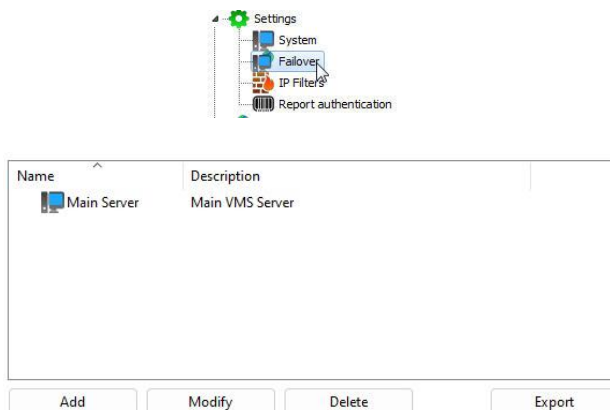 Settings
System
Failover
IP Filters
Report authentication
Name Description
Main Server Main VMS Server
Add Modify Delete Export